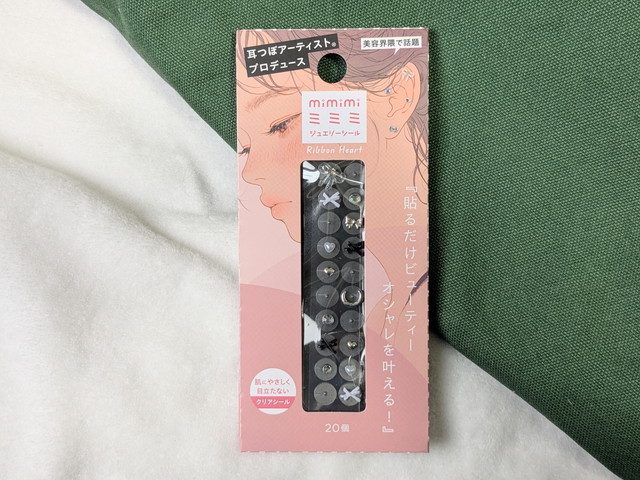 耳つぼアーティスト®
プロデュース
美容界隈で話題
mimimi
ミミミ
ジュエリーシール
Ribbon Heart
『貼るだけビューティー
オシャレを叶える!』
肌にやさしく
目立たない
クリアシール
20個